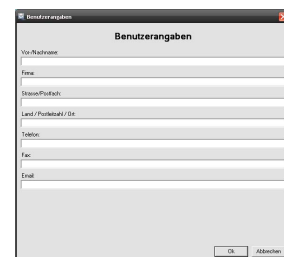 Benutzerangaben
Benutzerangaben
Vor-/Nachname:
Firma:
Strasse/Postfach:
Land / Postleitzahl / Ort:
Telefon:
Fax:
Email
Ok
Abbrechen